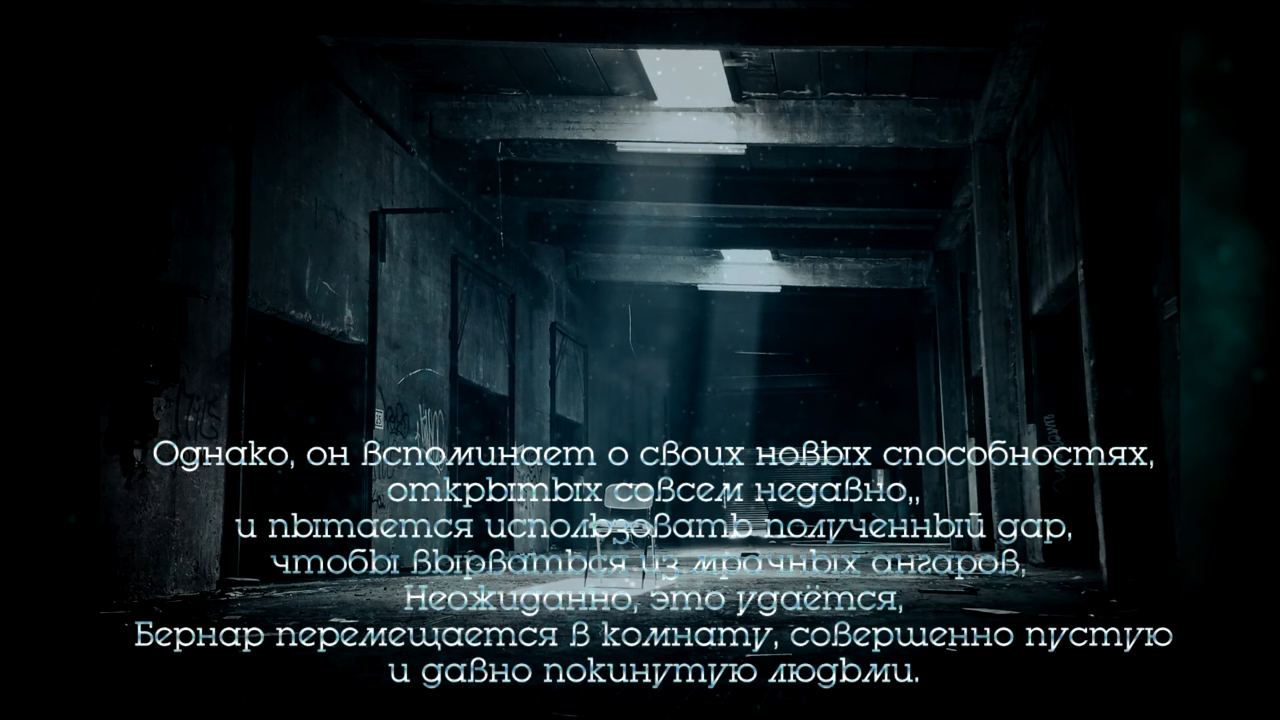 Однако, он вспоминает о своих новых способностях,
открытых совсем недавно,,
и пытается использовать полученный дар,
чтобы вырваться из мрачных ангаров,
Неожиданно, это удаётся,
Бернар перемещается в комнату, совершенно пустую
и давно покинутую людьми.